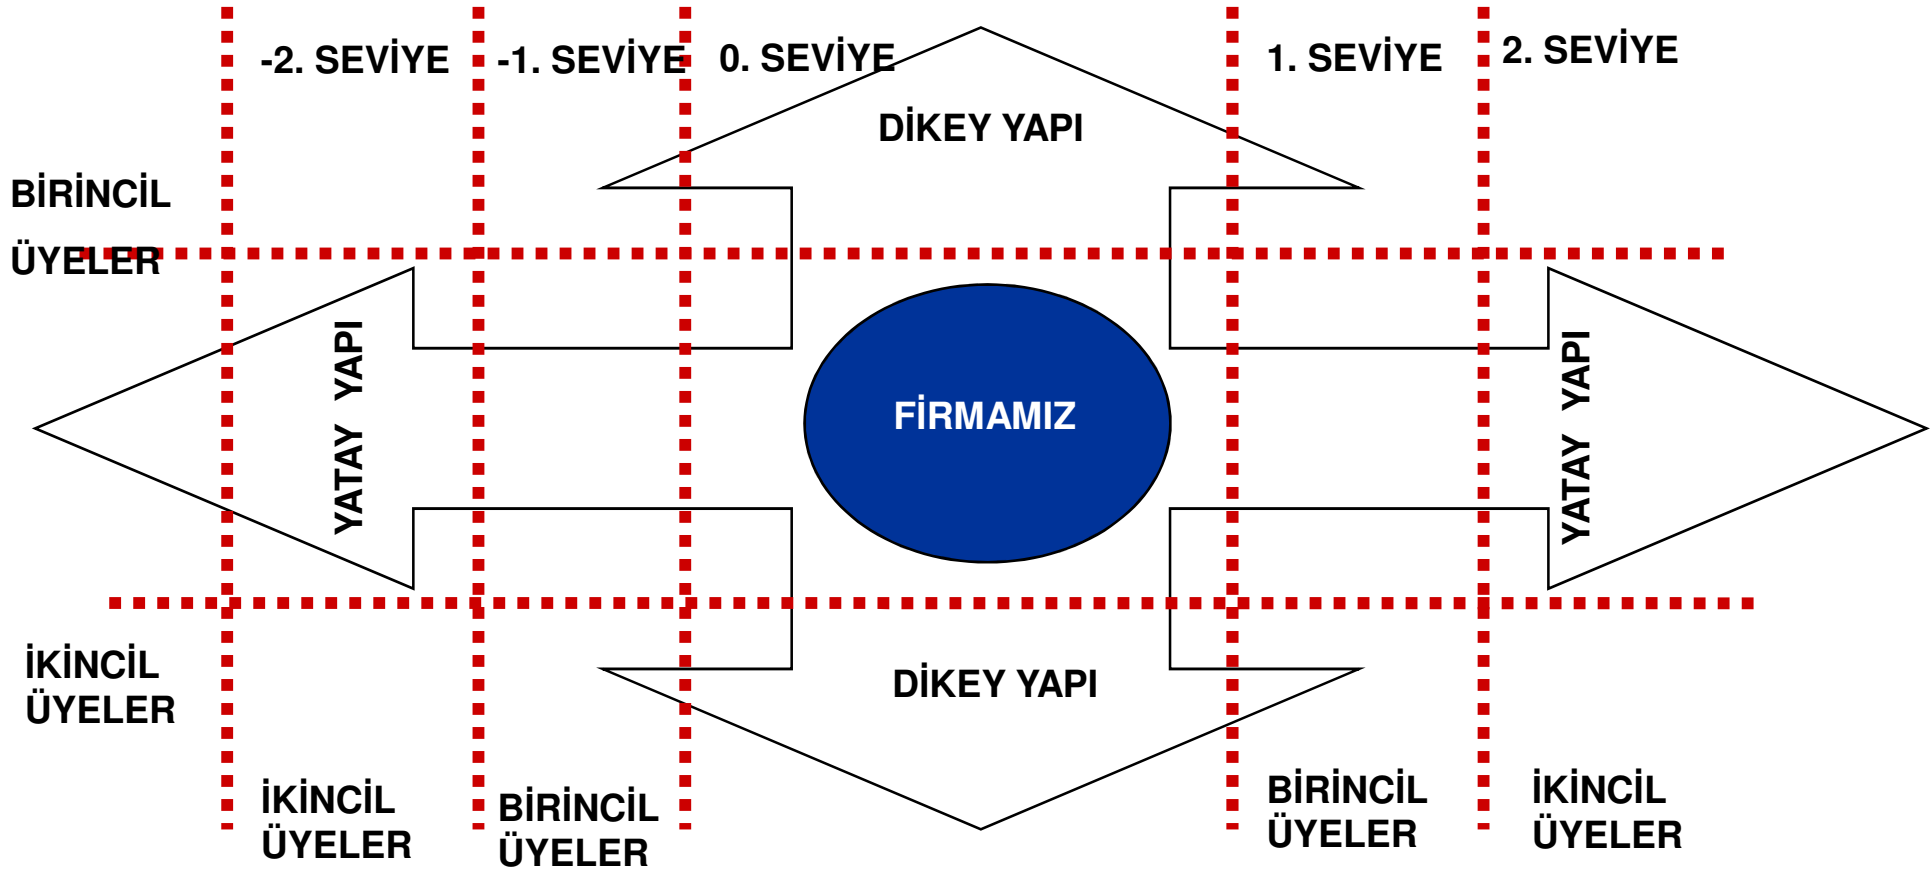 -2. SEVİYE
-1. SEVİYE
0. SEVİYE
1. SEVİYE
2. SEVİYE
DİKEY YAPI
BİRİNCİL
ÜYELER
YATAY YAPI
FİRMAMIZ
YATAY YAPI
İKİNCİL
ÜYELER
DİKEY YAPI
İKİNCİL
ÜYELER
BİRİNCİL
ÜYELER
BİRİNCİL
ÜYELER
İKİNCİL
ÜYELER